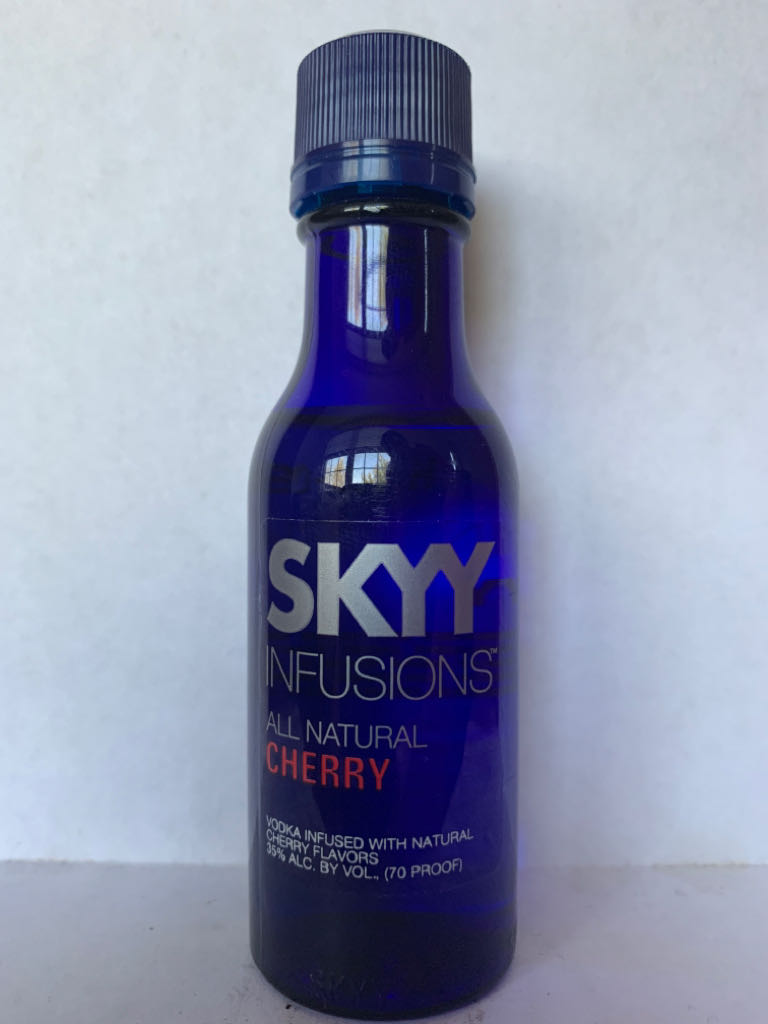 SKYY
INFUSIONS™
ALL NATURAL
CHERRY
VODKA INFUSED WITH NATURAL
CHERRY FLAVORS
35% ALC. BY VOL., (70 PROOF)